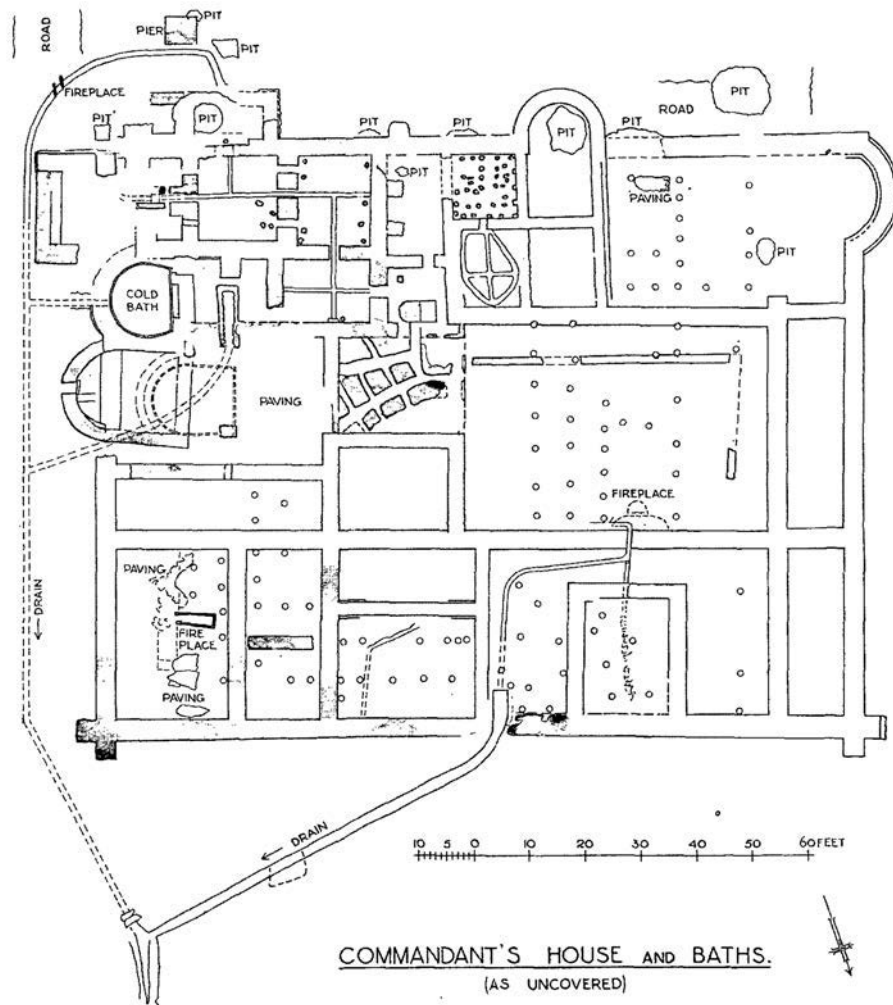 ROAD
PIT
PIER
PIT
FIREPLACE
PIT
PIT
PIT
PIT
PIT
PIT
ROAD
PIT
PIT
PAVING
PIT
COLD
BATH
PAVING
FIREPLACE
PAVING
FIRE
PLACE
PAVING
DRAIN
DRAIN
10 5 0 10 20 30 40 50 60 FEET
COMMANDANT'S HOUSE AND BATHS.
(AS UNCOVERED)